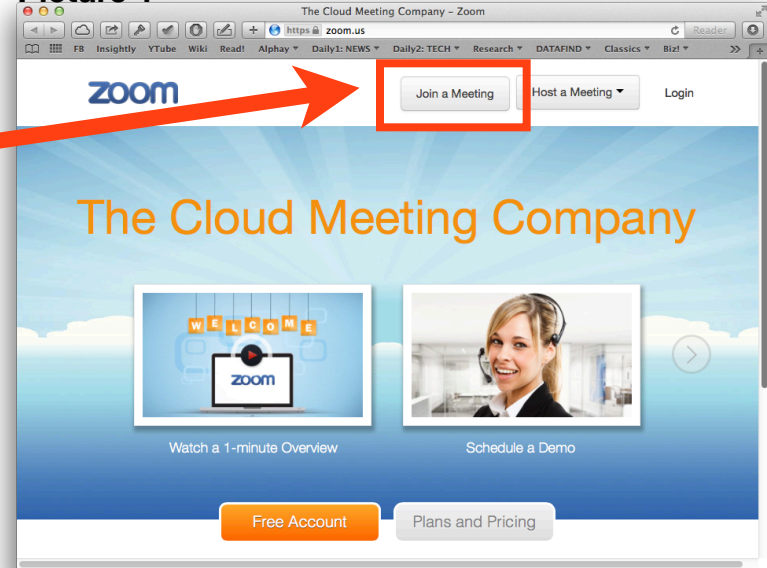 The Cloud Meeting Company – Zoom
https zoom.us
Reader
FB Insightly YTube Wiki Read! Alphay Daily1: NEWS Daily2: TECH Research DATAFIND Classics Biz!
zoom
Join a Meeting
Host a Meeting
Login
The Cloud Meeting Company
WELCOME
zoom
Watch a 1-minute Overview
Schedule a Demo
Free Account
Plans and Pricing